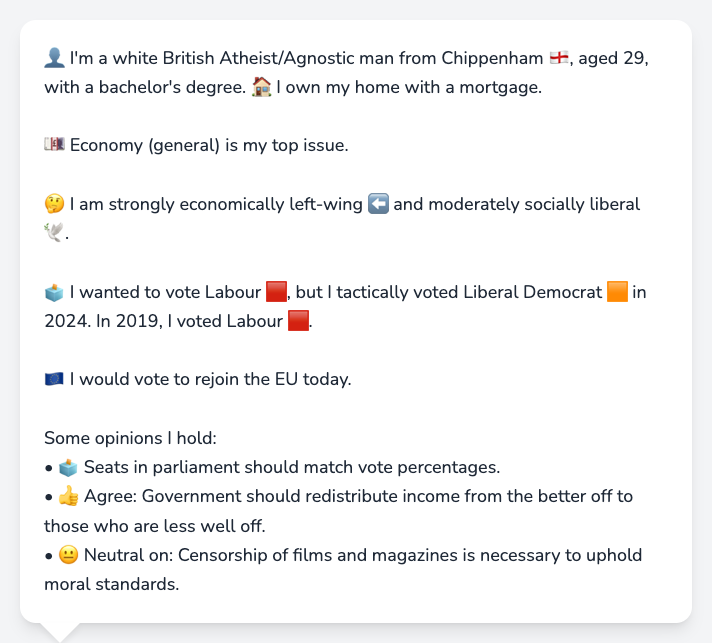 👤 I'm a white British Atheist/Agnostic man from Chippenham 🏴󠁧󠁢󠁥󠁮󠁧󠁿, aged 29,
with a bachelor's degree. 🏠 I own my home with a mortgage.
💷 Economy (general) is my top issue.
🤔 I am strongly economically left-wing ⬅️ and moderately socially liberal
🕊️.
🗳️ I wanted to vote Labour 🟥, but I tactically voted Liberal Democrat 🟧 in
2024. In 2019, I voted Labour 🟥.
🇪🇺 I would vote to rejoin the EU today.
Some opinions I hold:
• 🗳️ Seats in parliament should match vote percentages.
• 👍 Agree: Government should redistribute income from the better off to
those who are less well off.
• 😐 Neutral on: Censorship of films and magazines is necessary to uphold
moral standards.